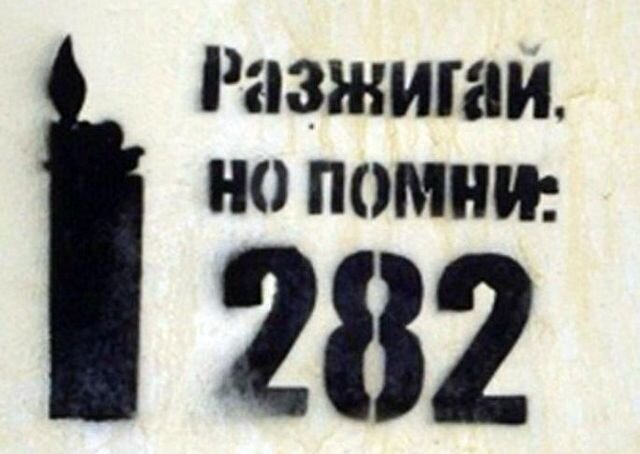 Разжигай,
но помни:
282